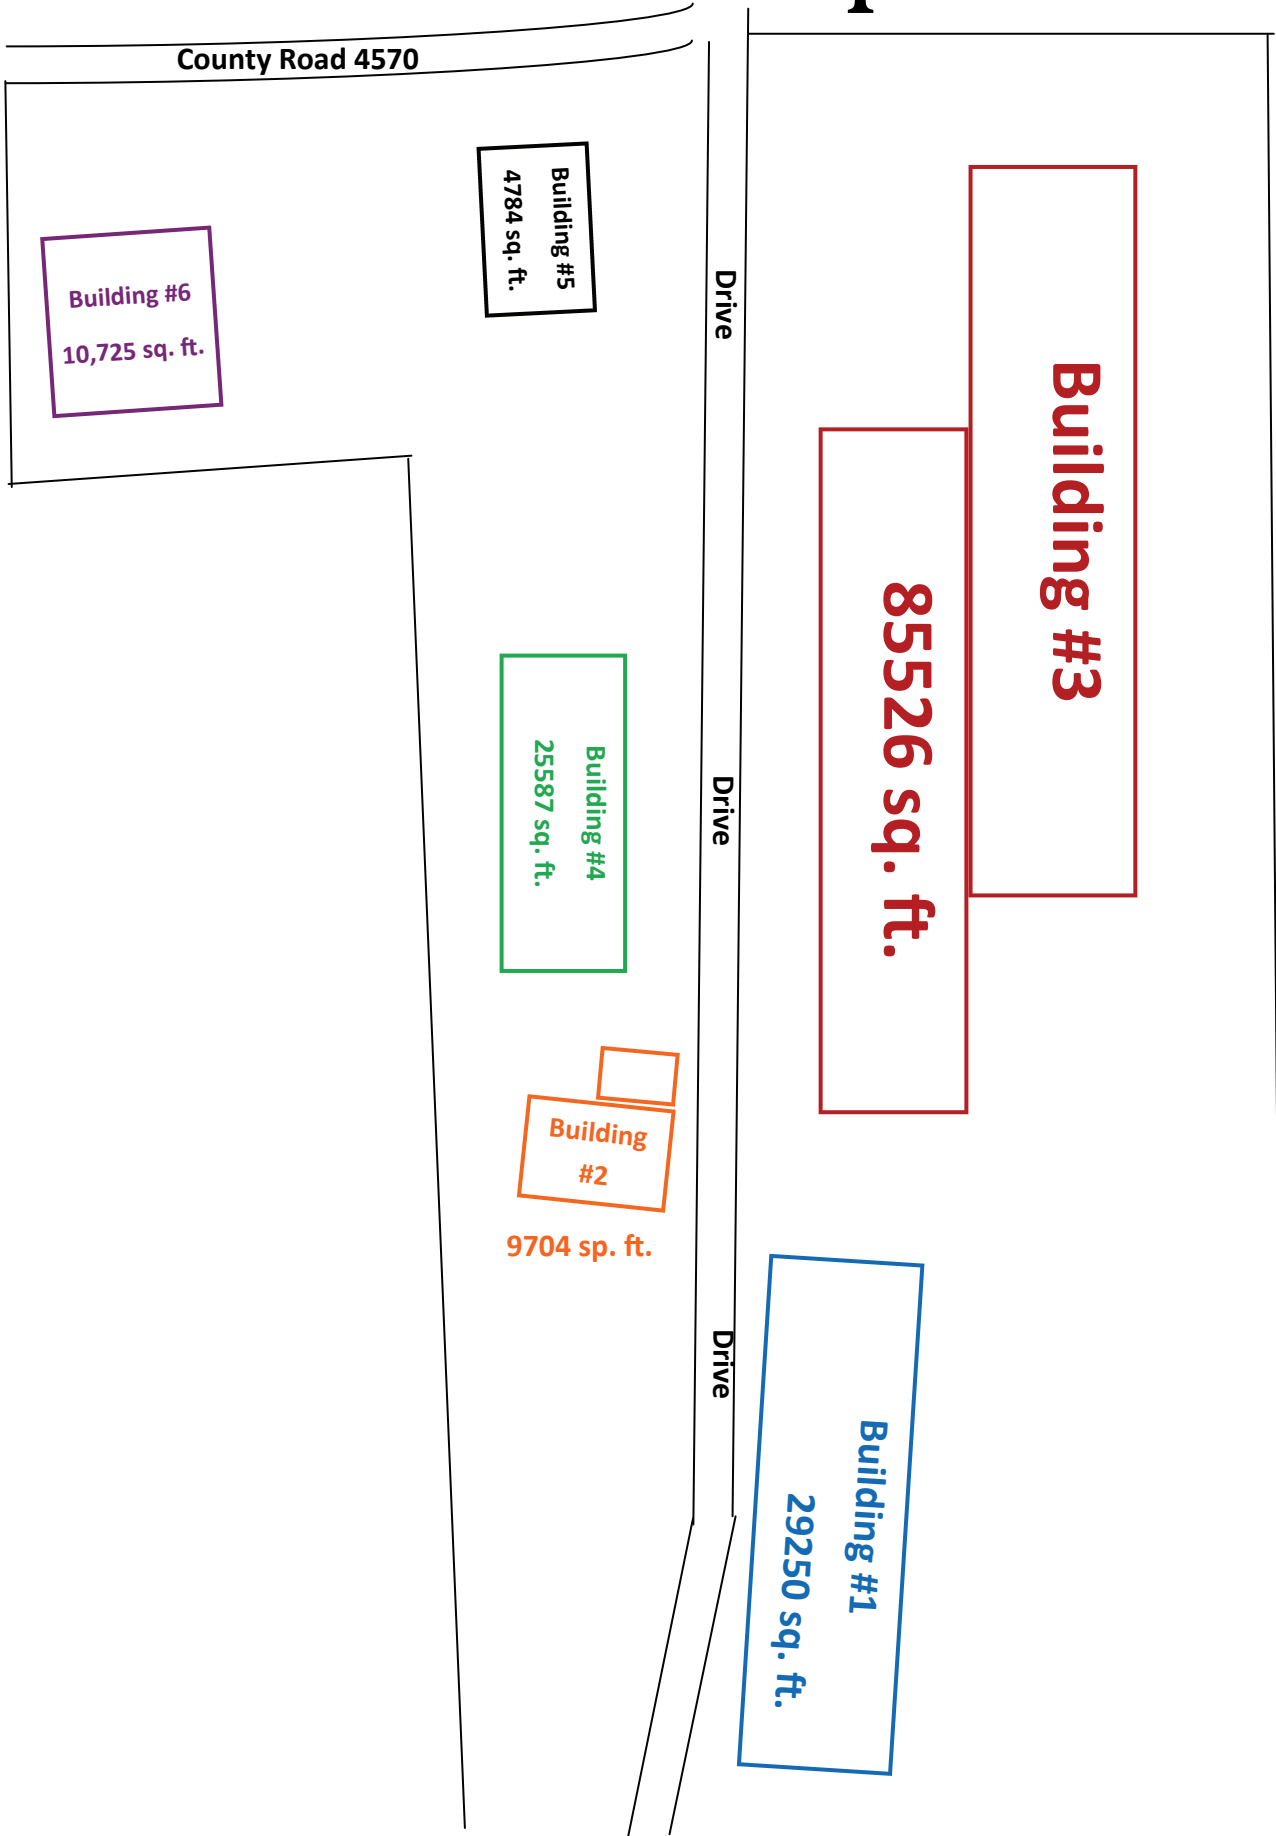 County Road 4570
Building #5
4784 sq. ft.
Building #6
10,725 sq. ft.
Drive
Building #3
85526 sq. ft.
Building #4
25587 sq. ft.
Drive
Building
#2
9704 sp. ft.
Drive
Building #1
29250 sq. ft.